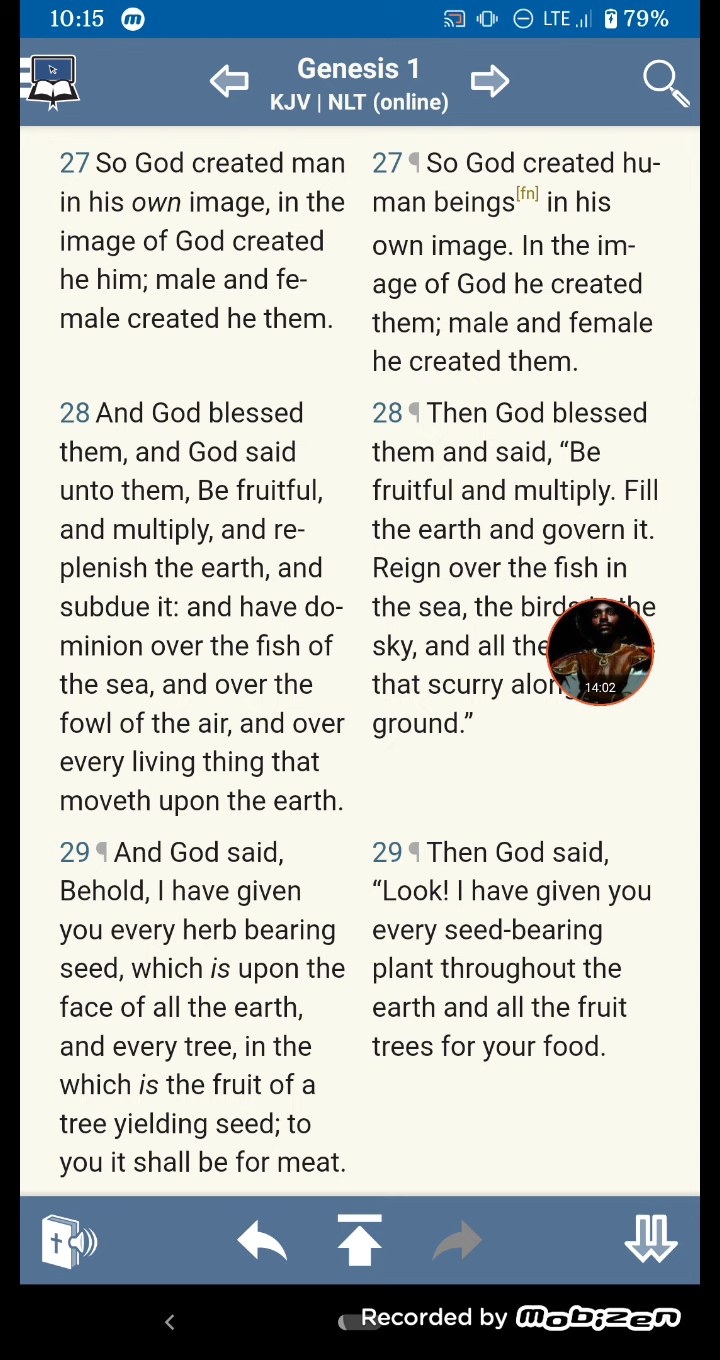 10:15 m LTE 79%
Genesis 1
KJV | NLT (online)
27 So God created man
in his own image, in the
image of God created
he him; male and fe-
male created he them.
28 And God blessed
them, and God said
unto them, Be fruitful,
and multiply, and re-
plenish the earth, and
subdue it: and have do-
minion over the fish of
the sea, and over the
fowl of the air, and over
every living thing that
moveth upon the earth.
29 ¶ And God said,
Behold, I have given
you every herb bearing
seed, which is upon the
face of all the earth,
and every tree, in the
which is the fruit of a
tree yielding seed; to
you it shall be for meat.
27 ¶ So God created hu-
man beings[fn] in his
own image. In the im-
age of God he created
them; male and female
he created them.
28 ¶ Then God blessed
them and said, “Be
fruitful and multiply. Fill
the earth and govern it.
Reign over the fish in
the sea, the birds the
sky, and all the
that scurry
ground.”
29 ¶ Then God said,
“Look! I have given you
every seed-bearing
plant throughout the
earth and all the fruit
trees for your food.
14:02
Recorded by mobizen